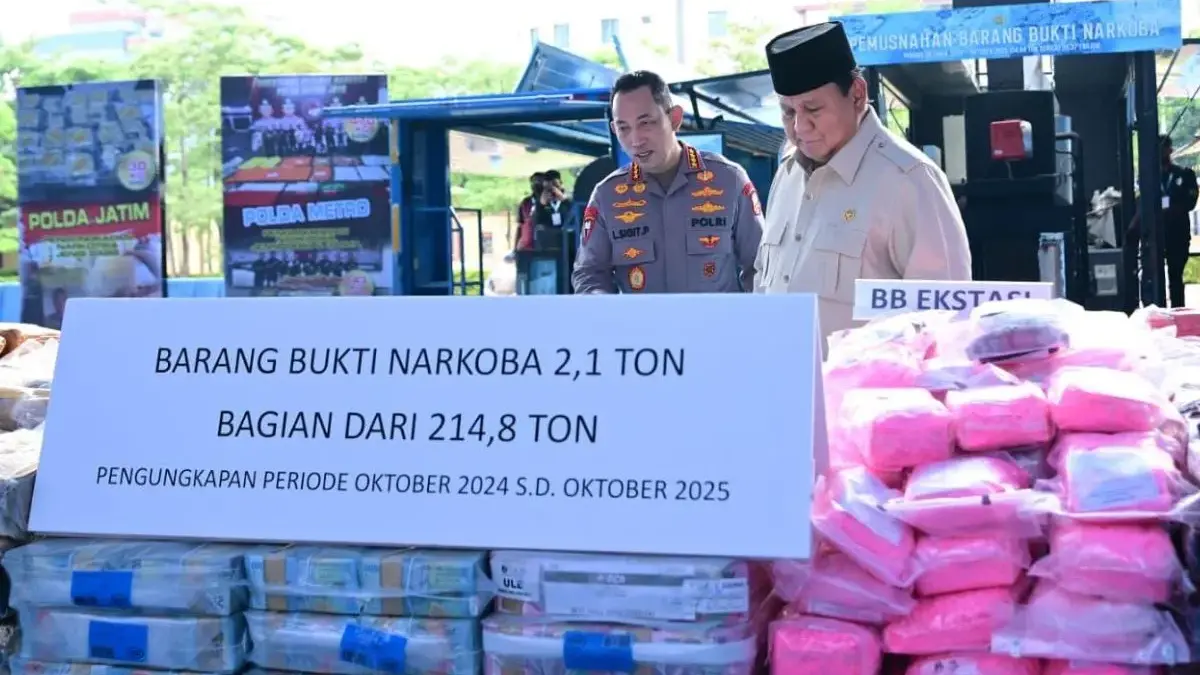 PEMUSNAHAN BARANG BUKTI NARKOBA
POLDA JATIM
POLDA METRO
L.SIGIT.P
POLRI
BB EKSTASI
BARANG BUKTI NARKOBA 2,1 TON
BAGIAN DARI 214,8 TON
PENGUNGKAPAN PERIODE OKTOBER 2024 S.D. OKTOBER 2025